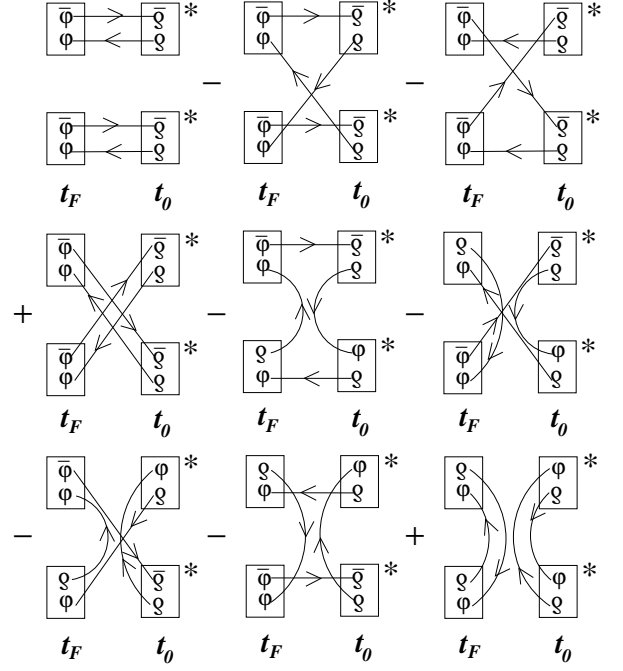 φ̄ ϱ̄ * φ̄ ϱ̄ * φ̄ ϱ̄ *
φ ϱ φ ϱ φ ϱ
− −
φ̄ ϱ̄ * φ̄ ϱ̄ * φ̄ ϱ̄ *
φ ϱ φ ϱ φ ϱ
t_F t_0 t_F t_0 t_F t_0
φ̄ ϱ̄ * φ̄ ϱ̄ * ϱ ϱ̄ *
φ ϱ φ ϱ φ ϱ
+ − −
φ̄ ϱ̄ * ϱ φ * φ̄ φ *
φ ϱ φ ϱ φ ϱ
t_F t_0 t_F t_0 t_F t_0
φ̄ φ * ϱ φ * ϱ φ *
φ ϱ φ ϱ φ ϱ
− − +
ϱ ϱ̄ * φ̄ ϱ̄ * ϱ φ *
φ ϱ φ ϱ φ ϱ
t_F t_0 t_F t_0 t_F t_0